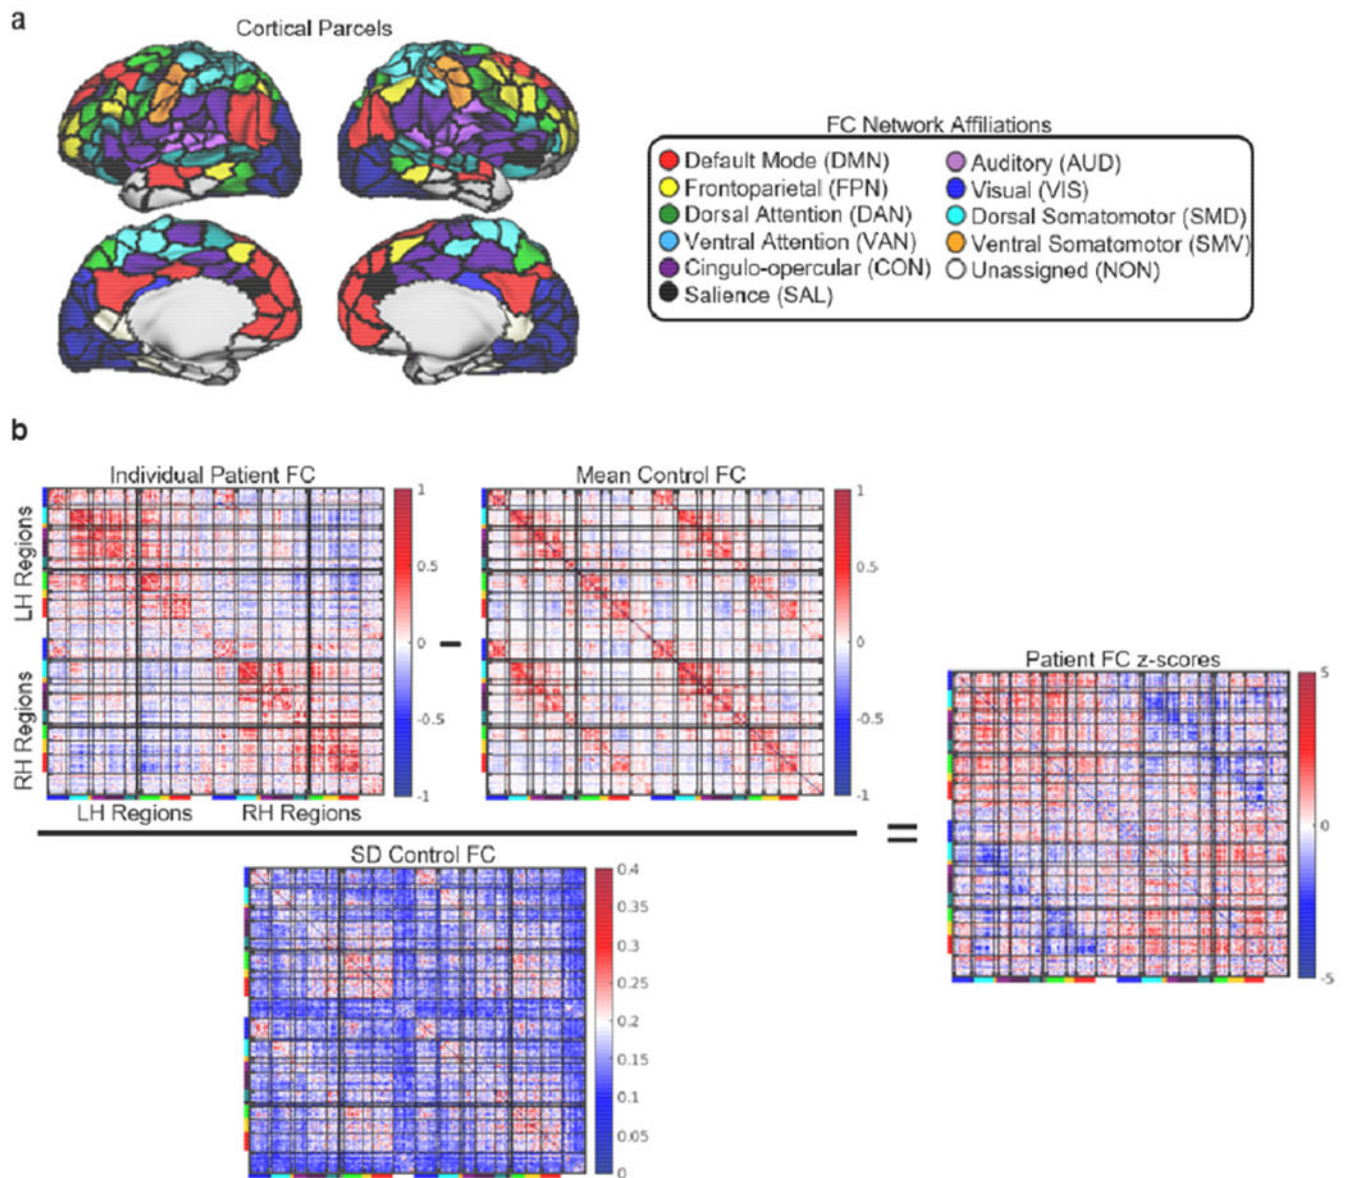 a
Cortical Parcels
FC Network Affiliations
Default Mode (DMN)
Frontoparietal (FPN)
Dorsal Attention (DAN)
Ventral Attention (VAN)
Cingulo-opercular (CON)
Salience (SAL)
Auditory (AUD)
Visual (VIS)
Dorsal Somatomotor (SMD)
Ventral Somatomotor (SMV)
Unassigned (NON)
b
Individual Patient FC
LH Regions
RH Regions
LH Regions
RH Regions
1
0.5
0
-0.5
-1
–
Mean Control FC
1
0.5
0
-0.5
-1
SD Control FC
0.4
0.35
0.3
0.25
0.2
0.15
0.1
0.05
0
=
Patient FC z-scores
5
0
-5